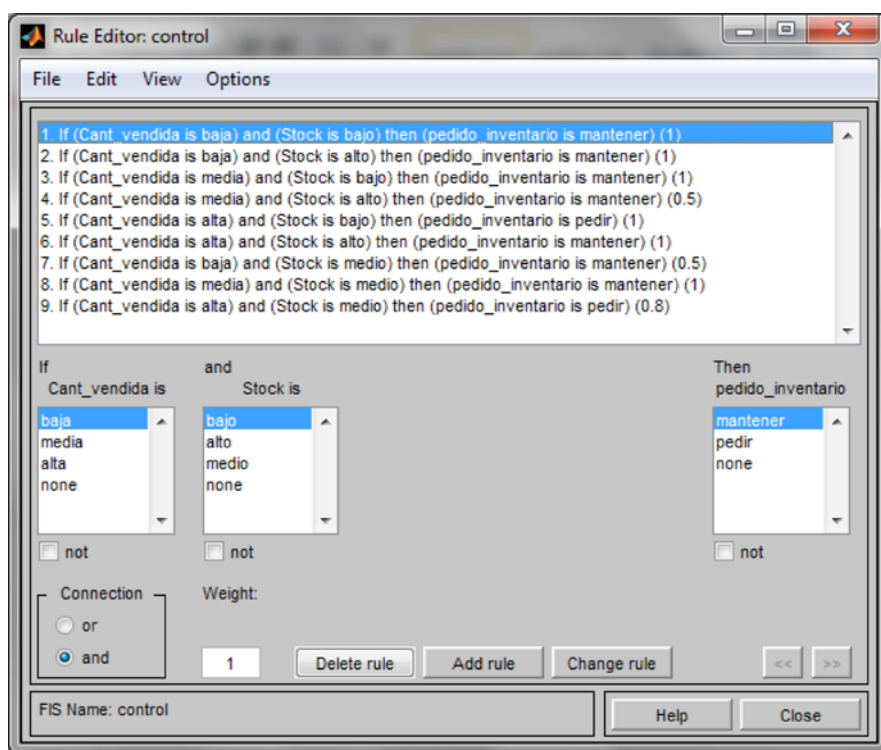 Rule Editor: control
File Edit View Options
1. If (Cant_vendida is baja) and (Stock is bajo) then (pedido_inventario is mantener) (1)
2. If (Cant_vendida is baja) and (Stock is alto) then (pedido_inventario is mantener) (1)
3. If (Cant_vendida is media) and (Stock is bajo) then (pedido_inventario is mantener) (1)
4. If (Cant_vendida is media) and (Stock is alto) then (pedido_inventario is mantener) (0.5)
5. If (Cant_vendida is alta) and (Stock is bajo) then (pedido_inventario is pedir) (1)
6. If (Cant_vendida is alta) and (Stock is alto) then (pedido_inventario is mantener) (1)
7. If (Cant_vendida is baja) and (Stock is medio) then (pedido_inventario is mantener) (0.5)
8. If (Cant_vendida is media) and (Stock is medio) then (pedido_inventario is mantener) (1)
9. If (Cant_vendida is alta) and (Stock is medio) then (pedido_inventario is pedir) (0.8)
If and Then
Cant_vendida is Stock is pedido_inventario
baja bajo mantener
media alto pedir
alta medio none
none none
not not not
Connection Weight:
or
and 1 Delete rule Add rule Change rule << >>
FIS Name: control Help Close